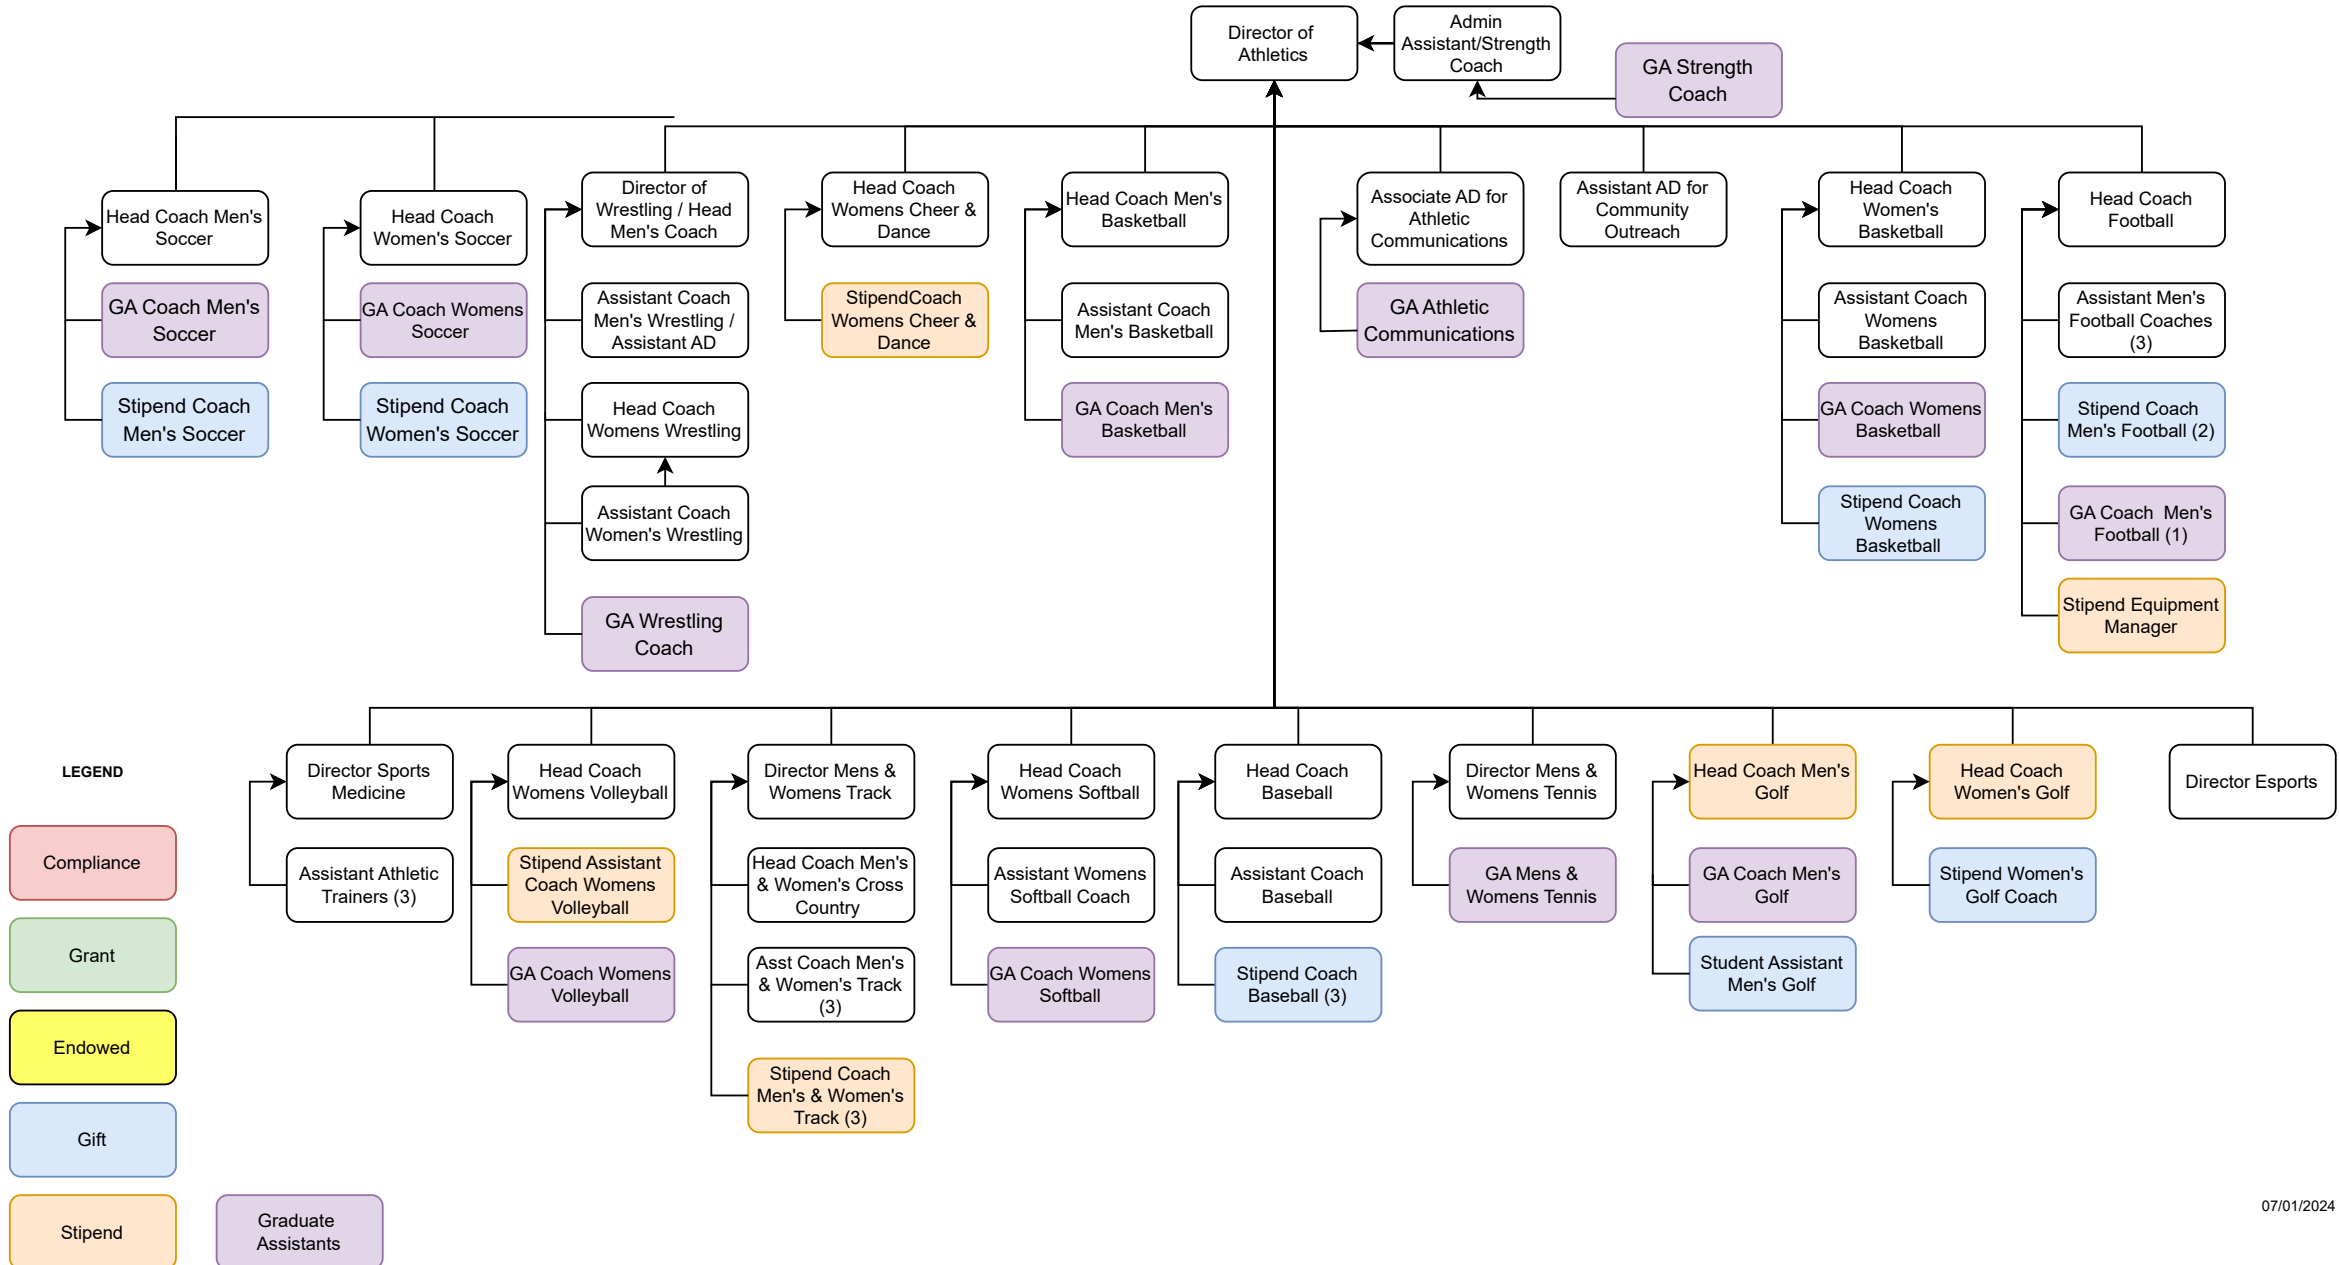 Director of
Athletics
Admin
Assistant/Strength
Coach
GA Strength
Coach
Head Coach Men's
Soccer
Head Coach
Women's Soccer
Director of
Wrestling / Head
Men's Coach
Head Coach
Womens Cheer &
Dance
Head Coach Men's
Basketball
Associate AD for
Athletic
Communications
Assistant AD for
Community
Outreach
Head Coach
Women's
Basketball
Head Coach
Football
GA Coach Men's
Soccer
GA Coach Womens
Soccer
Assistant Coach
Men's Wrestling /
Assistant AD
StipendCoach
Womens Cheer &
Dance
Assistant Coach
Men's Basketball
GA Athletic
Communications
Assistant Coach
Womens
Basketball
Assistant Men's
Football Coaches
(3)
Stipend Coach
Men's Soccer
Stipend Coach
Women's Soccer
Head Coach
Womens Wrestling
GA Coach Men's
Basketball
GA Coach Womens
Basketball
Stipend Coach
Men's Football (2)
Assistant Coach
Women's Wrestling
Stipend Coach
Womens
Basketball
GA Coach  Men's
Football (1)
GA Wrestling
Coach
Stipend Equipment
Manager
LEGEND
Director Sports
Medicine
Head Coach
Womens Volleyball
Director Mens &
Womens Track
Head Coach
Womens Softball
Head Coach
Baseball
Director Mens &
Womens Tennis
Head Coach Men's
Golf
Head Coach
Women's Golf
Director Esports
Compliance
Assistant Athletic
Trainers (3)
Stipend Assistant
Coach Womens
Volleyball
Head Coach Men's
& Women's Cross
Country
Assistant Womens
Softball Coach
Assistant Coach
Baseball
GA Mens &
Womens Tennis
GA Coach Men's
Golf
Stipend Women's
Golf Coach
Grant
GA Coach Womens
Volleyball
Asst Coach Men's
& Women's Track
(3)
GA Coach Womens
Softball
Stipend Coach
Baseball (3)
Student Assistant
Men's Golf
Endowed
Stipend Coach
Men's & Women's
Track (3)
Gift
Stipend
Graduate
Assistants
07/01/2024